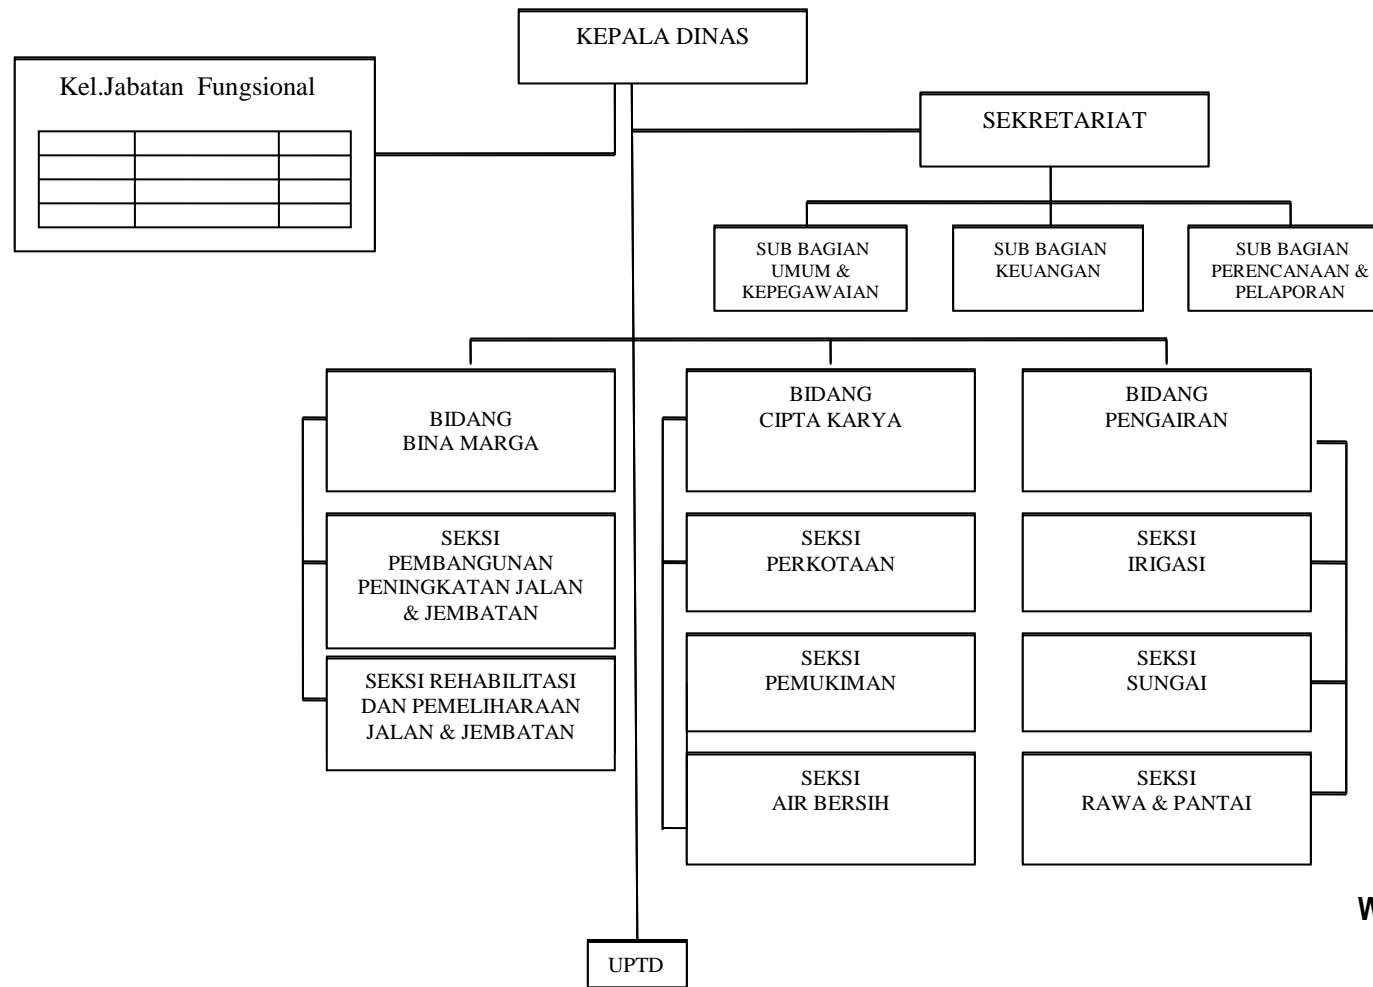 KEPALA DINAS
Kel.Jabatan Fungsional
SEKRETARIAT
SUB BAGIAN
UMUM &
KEPEGAWAIAN
SUB BAGIAN
KEUANGAN
SUB BAGIAN
PERENCANAAN &
PELAPORAN
BIDANG
BINA MARGA
BIDANG
CIPTA KARYA
BIDANG
PENGAIRAN
SEKSI
PEMBANGUNAN
PENINGKATAN JALAN
& JEMBATAN
SEKSI
PERKOTAAN
SEKSI
IRIGASI
SEKSI REHABILITASI
DAN PEMELIHARAAN
JALAN & JEMBATAN
SEKSI
PEMUKIMAN
SEKSI
SUNGAI
SEKSI
AIR BERSIH
SEKSI
RAWA & PANTAI
W
UPTD